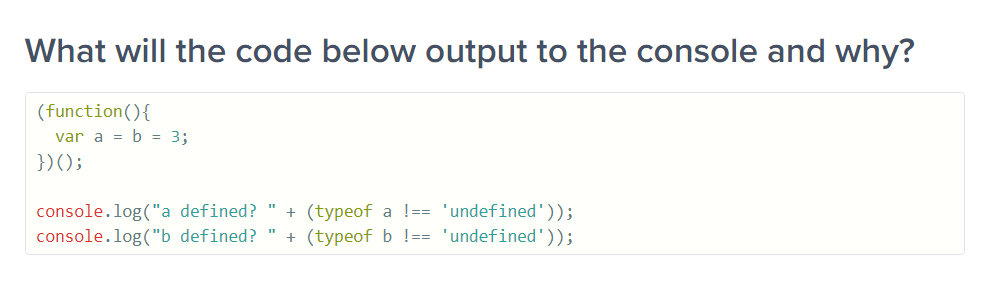 What will the code below output to the console and why?
(function(){
  var a = b = 3;
})();

console.log("a defined? " + (typeof a !== 'undefined'));
console.log("b defined? " + (typeof b !== 'undefined'));